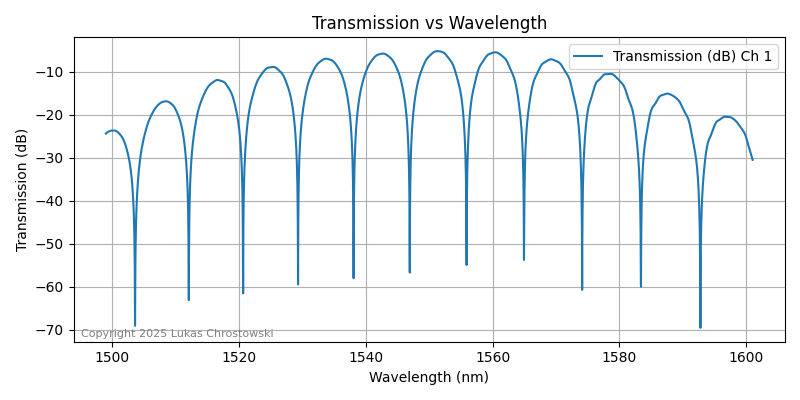 Transmission vs Wavelength
Transmission (dB) Ch 1
Transmission (dB)
−10
−20
−30
−40
−50
−60
−70
Copyright 2025 Lukas Chrostowski
1500 1520 1540 1560 1580 1600
Wavelength (nm)